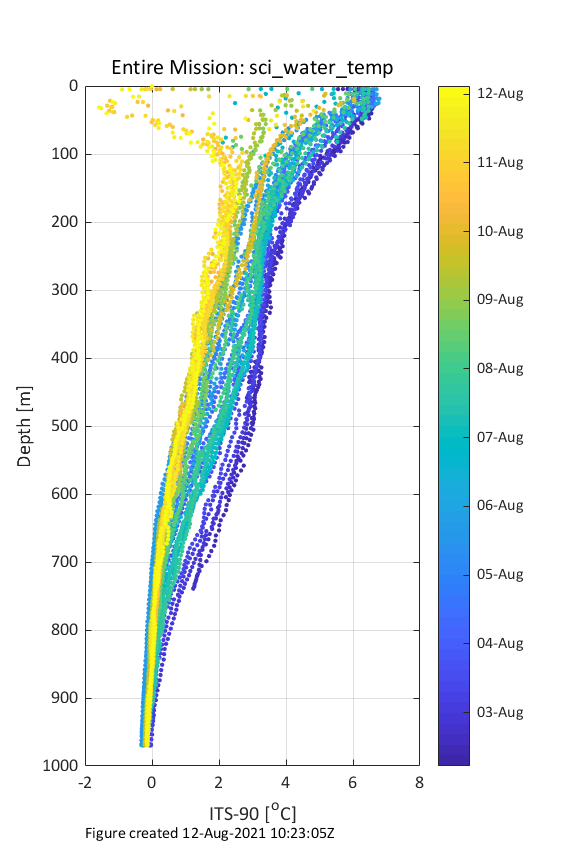 Entire Mission: sci_water_temp
0
100
200
300
400
500
600
700
800
900
1000
Depth [m]
-2 0 2 4 6 8
ITS-90 [°C]
Figure created 12-Aug-2021 10:23:05Z
12-Aug
11-Aug
10-Aug
09-Aug
08-Aug
07-Aug
06-Aug
05-Aug
04-Aug
03-Aug